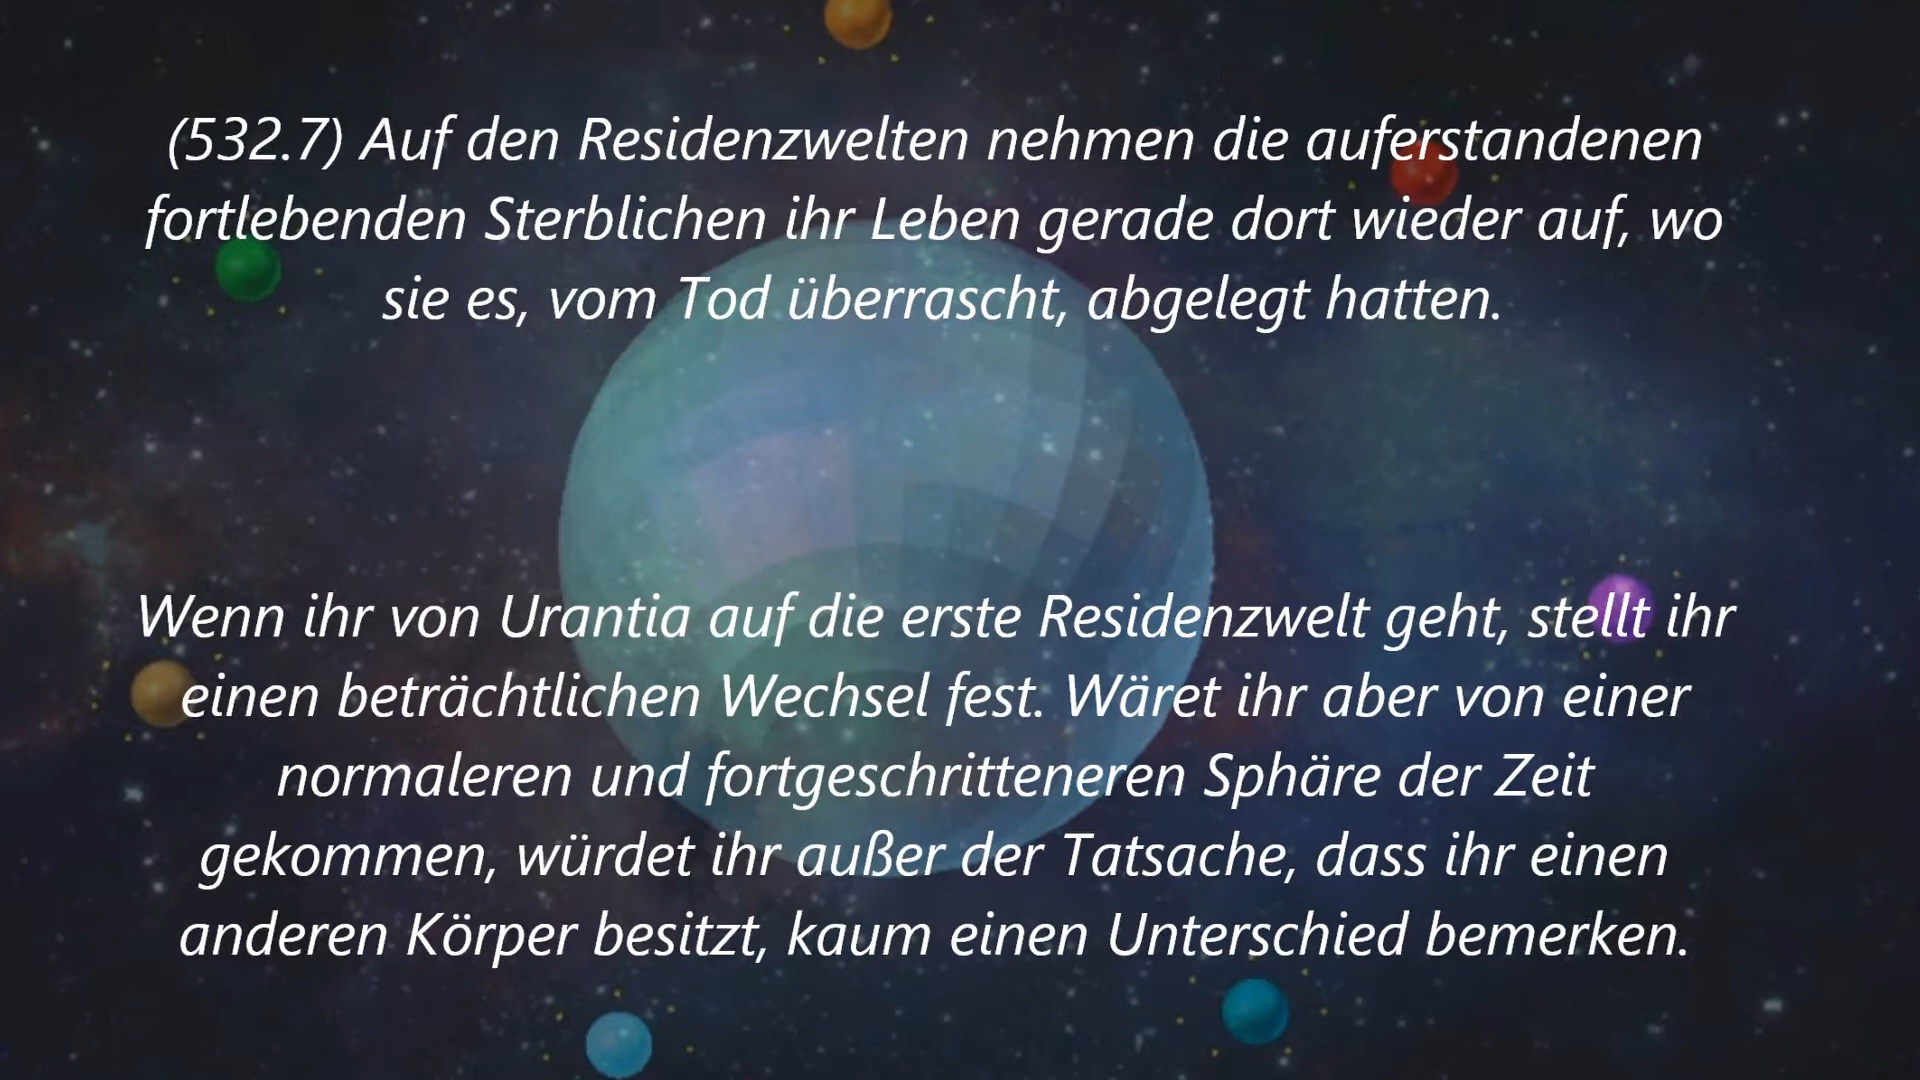 (532.7) Auf den Residenzwelten nehmen die auferstandenen
fortlebenden Sterblichen ihr Leben gerade dort wieder auf, wo
sie es, vom Tod überrascht, abgelegt hatten.
Wenn ihr von Urantia auf die erste Residenzwelt geht, stellt ihr
einen beträchtlichen Wechsel fest. Wäret ihr aber von einer
normaleren und fortgeschritteneren Sphäre der Zeit
gekommen, würdet ihr außer der Tatsache, dass ihr einen
anderen Körper besitzt, kaum einen Unterschied bemerken.